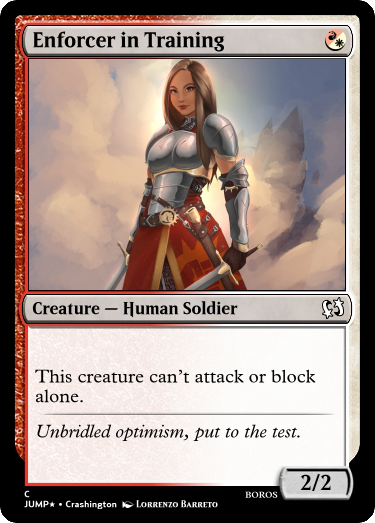 Enforcer in Training
Creature — Human Soldier
This creature can't attack or block
alone.
Unbridled optimism, put to the test.
2/2
C
BOROS
JUMP★ • Crashington Lorrenzo Barreto